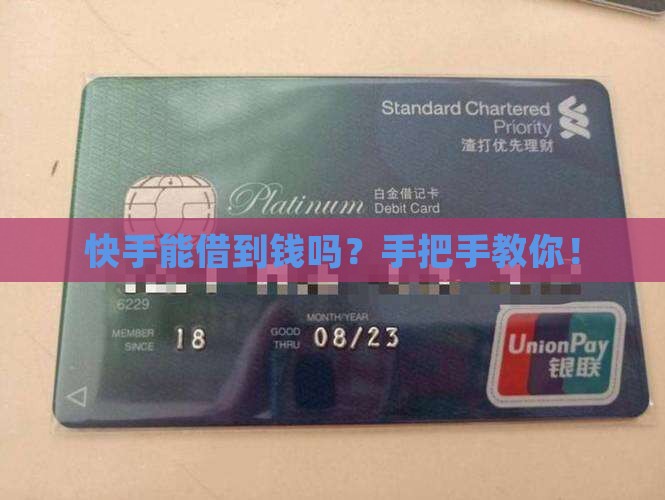 Standard Chartered
Priority
渣打优先理财
Platinum 白金借记卡
Debit Card
快手能借到钱吗？手把手教你！
6229
MONTH/YEAR
MEMBER SINCE 18 GOOD THRU 08/23
UnionPay
银联